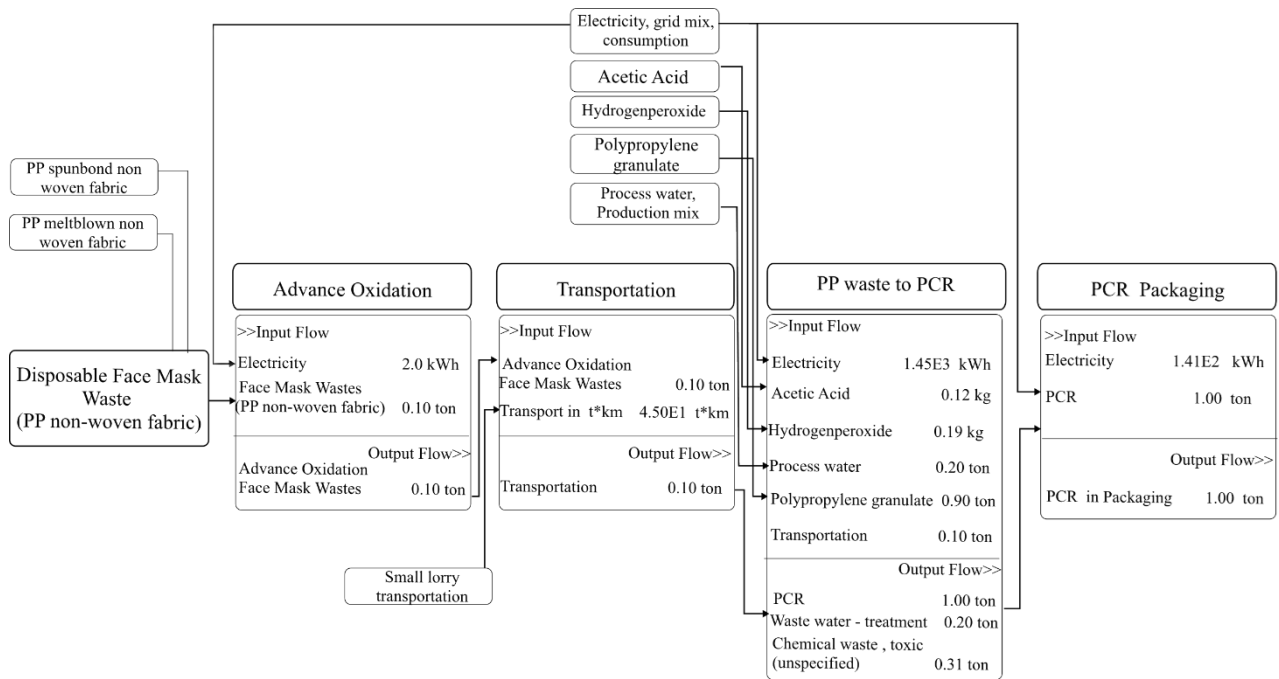 Electricity, grid mix,
consumption
Acetic Acid
Hydrogenperoxide
Polypropylene
granulate
Process water,
Production mix
PP spunbond non
woven fabric
PP meltblown non
woven fabric
Disposable Face Mask
Waste
(PP non-woven fabric)
Advance Oxidation
>>Input Flow
Electricity 2.0 kWh
Face Mask Wastes
(PP non-woven fabric) 0.10 ton
Output Flow>>
Advance Oxidation
Face Mask Wastes 0.10 ton
Transportation
>>Input Flow
Advance Oxidation
Face Mask Wastes 0.10 ton
Transport in t*km 4.50E1 t*km
Output Flow>>
Transportation 0.10 ton
Small lorry
transportation
PP waste to PCR
>>Input Flow
Electricity 1.45E3 kWh
Acetic Acid 0.12 kg
Hydrogenperoxide 0.19 kg
Process water 0.20 ton
Polypropylene granulate 0.90 ton
Transportation 0.10 ton
Output Flow>>
PCR 1.00 ton
Waste water - treatment 0.20 ton
Chemical waste , toxic
(unspecified) 0.31 ton
PCR Packaging
>>Input Flow
Electricity 1.41E2 kWh
PCR 1.00 ton
Output Flow>>
PCR in Packaging 1.00 ton